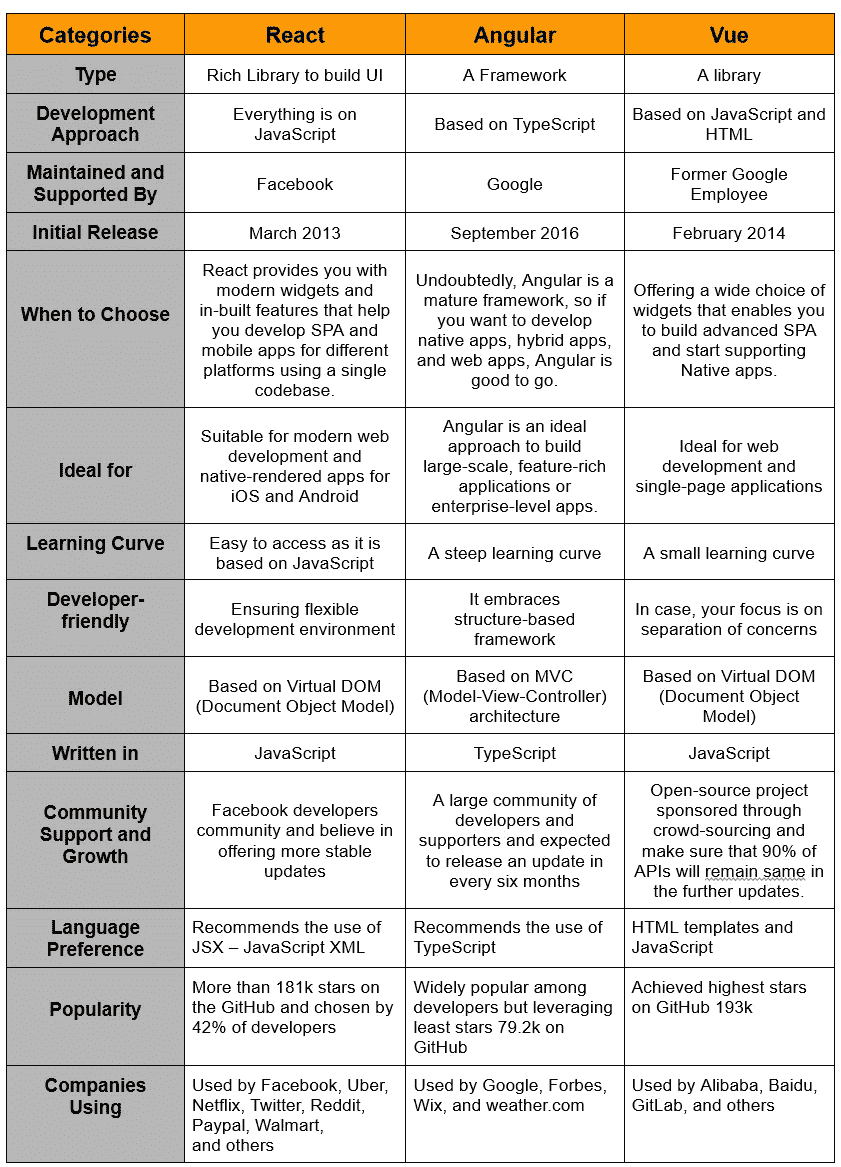 Categories React Angular Vue
Type Rich Library to build UI A Framework A library
Development
Approach
Everything is on
JavaScript
Based on TypeScript
Based on JavaScript and
HTML
Maintained and
Supported By
Facebook
Google
Former Google
Employee
Initial Release March 2013 September 2016 February 2014
When to Choose
React provides you with
modern widgets and
in-built features that help
you develop SPA and
mobile apps for different
platforms using a single
codebase.
Undoubtedly, Angular is a
mature framework, so if
you want to develop
native apps, hybrid apps,
and web apps, Angular is
good to go.
Offering a wide choice of
widgets that enables you
to build advanced SPA
and start supporting
Native apps.
Ideal for
Suitable for modern web
development and
native-rendered apps for
iOS and Android
Angular is an ideal
approach to build
large-scale, feature-rich
applications or
enterprise-level apps.
Ideal for web
development and
single-page applications
Learning Curve
Easy to access as it is
based on JavaScript
A steep learning curve
A small learning curve
Developer-
friendly
Ensuring flexible
development environment
It embraces
structure-based
framework
In case, your focus is on
separation of concerns
Model
Based on Virtual DOM
(Document Object Model)
Based on MVC
(Model-View-Controller)
architecture
Based on Virtual DOM
(Document Object
Model)
Written in JavaScript TypeScript JavaScript
Community
Support and
Growth
Facebook developers
community and believe in
offering more stable
updates
A large community of
developers and
supporters and expected
to release an update in
every six months
Open-source project
sponsored through
crowd-sourcing and
make sure that 90% of
APIs will remain same in
the further updates.
Language
Preference
Recommends the use of
JSX – JavaScript XML
Recommends the use of
TypeScript
HTML templates and
JavaScript
Popularity
More than 181k stars on
the GitHub and chosen by
42% of developers
Widely popular among
developers but leveraging
least stars 79.2k on
GitHub
Achieved highest stars
on GitHub 193k
Companies
Using
Used by Facebook, Uber,
Netflix, Twitter, Reddit,
Paypal, Walmart,
and others
Used by Google, Forbes,
Wix, and weather.com
Used by Alibaba, Baidu,
GitLab, and others